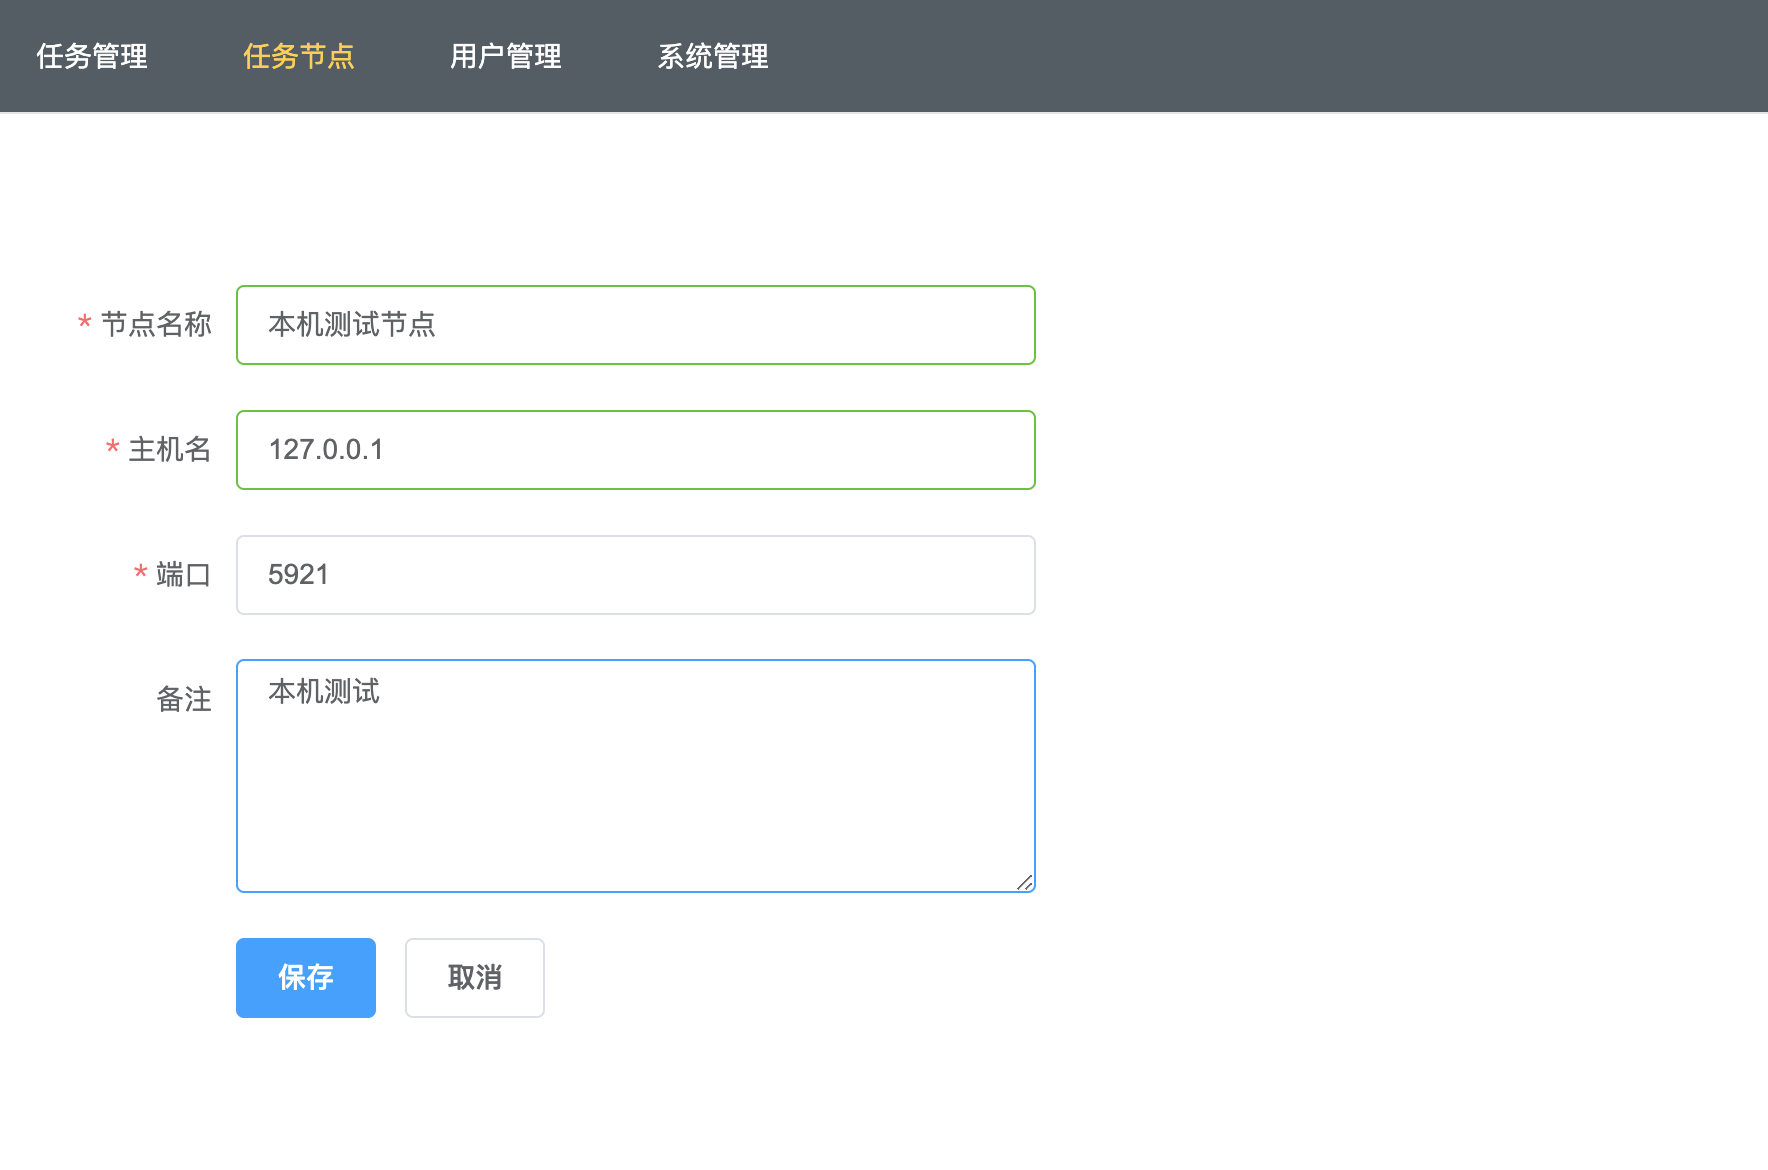 任务管理 任务节点 用户管理 系统管理
* 节点名称 本机测试节点
* 主机名 127.0.0.1
* 端口 5921
备注 本机测试
保存 取消